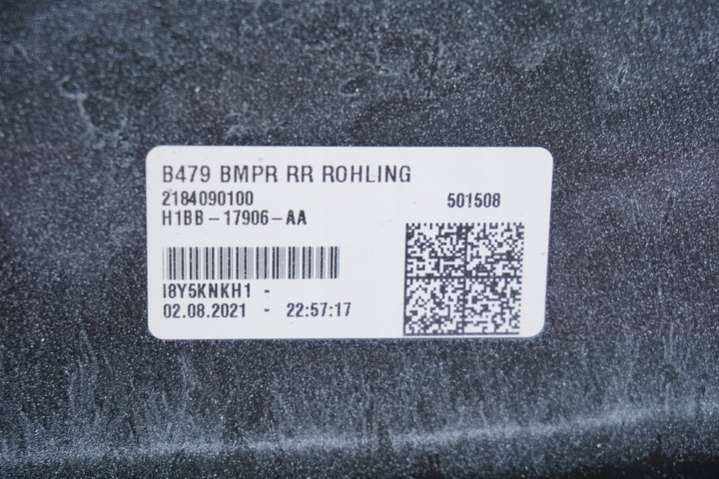 B479 BMPR RR ROHLING
2184090100 501508
H1BB-17906-AA
I8Y5KNKH1 -
02.08.2021 - 22:57:17